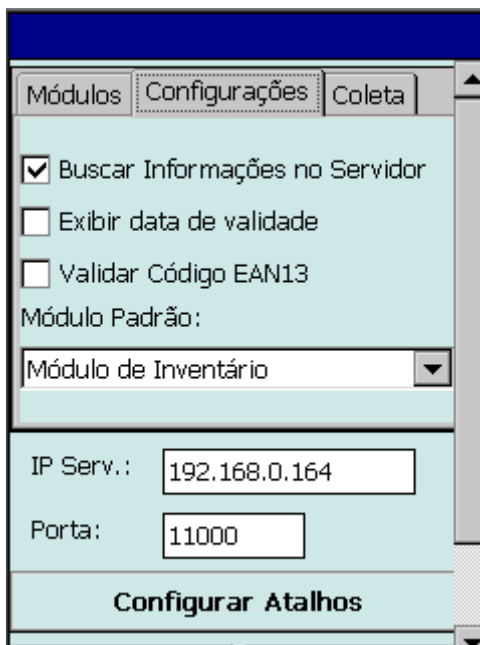 Módulos Configurações Coleta
Buscar Informações no Servidor
Exibir data de validade
Validar Código EAN13
Módulo Padrão:
Módulo de Inventário
IP Serv.: 192.168.0.164
Porta: 11000
Configurar Atalhos